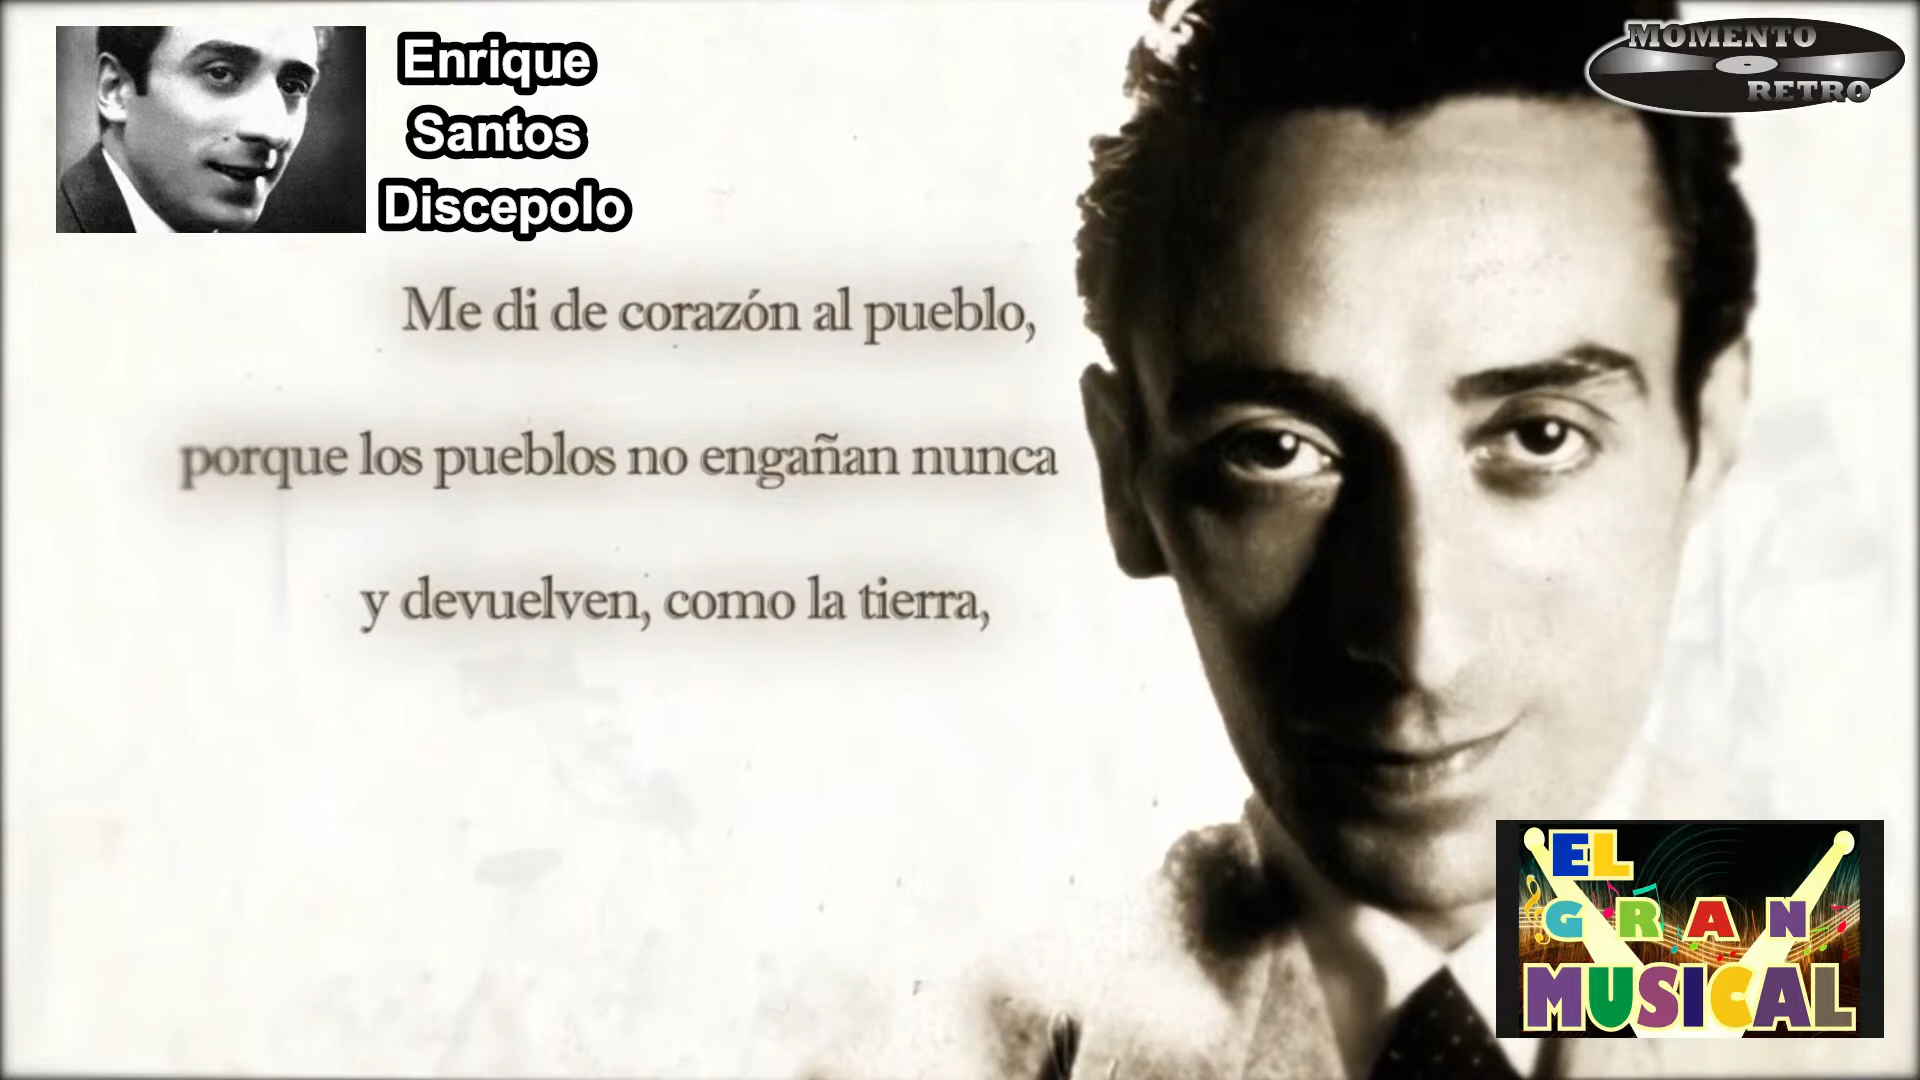 Enrique
Santos
Discepolo
MOMENTO
RETRO
Me di de corazón al pueblo,
porque los pueblos no engañan nunca
y devuelven, como la tierra,
EL
GRAN
MUSICAL